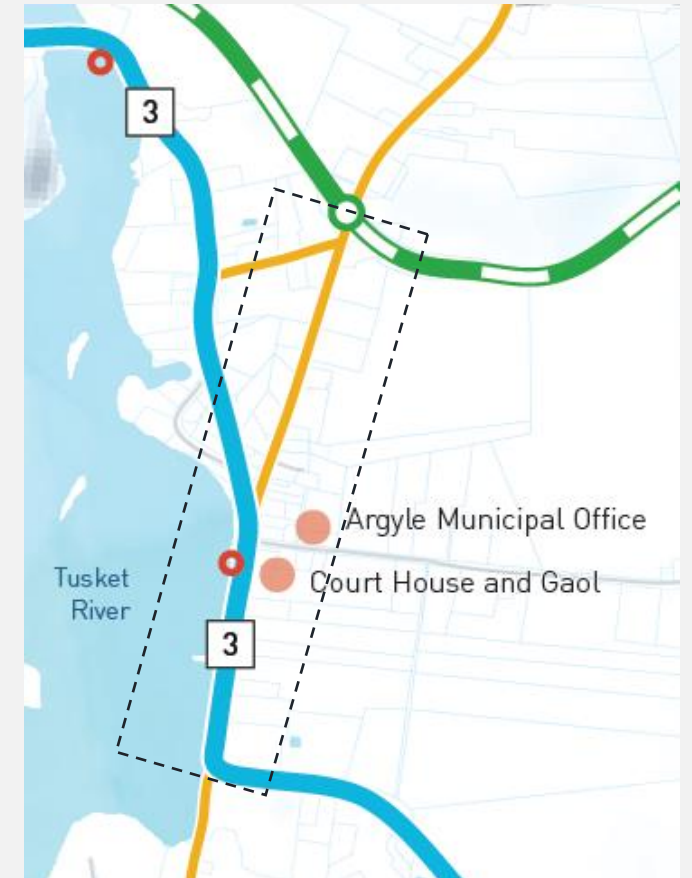 3
Argyle Municipal Office
Court House and Gaol
Tusket
River
3